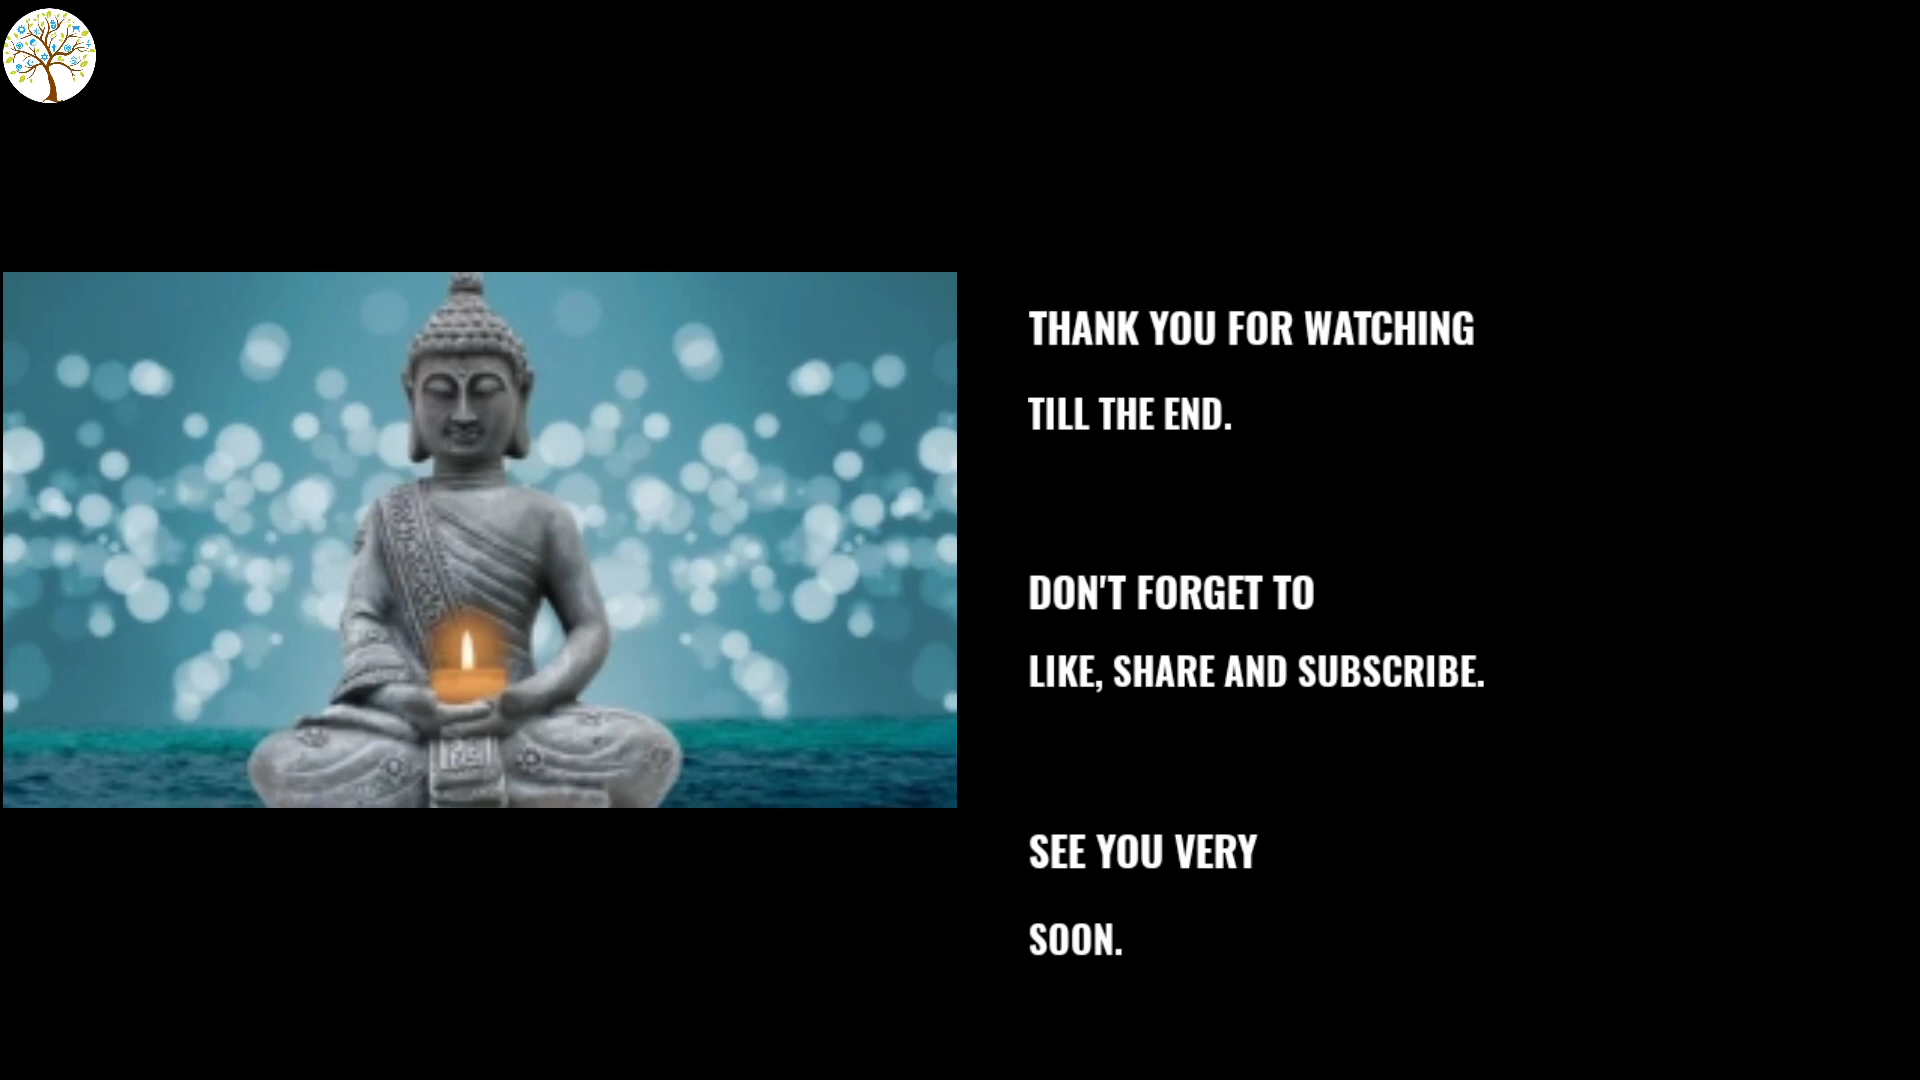 THANK YOU FOR WATCHING
TILL THE END.
DON'T FORGET TO
LIKE, SHARE AND SUBSCRIBE.
SEE YOU VERY
SOON.